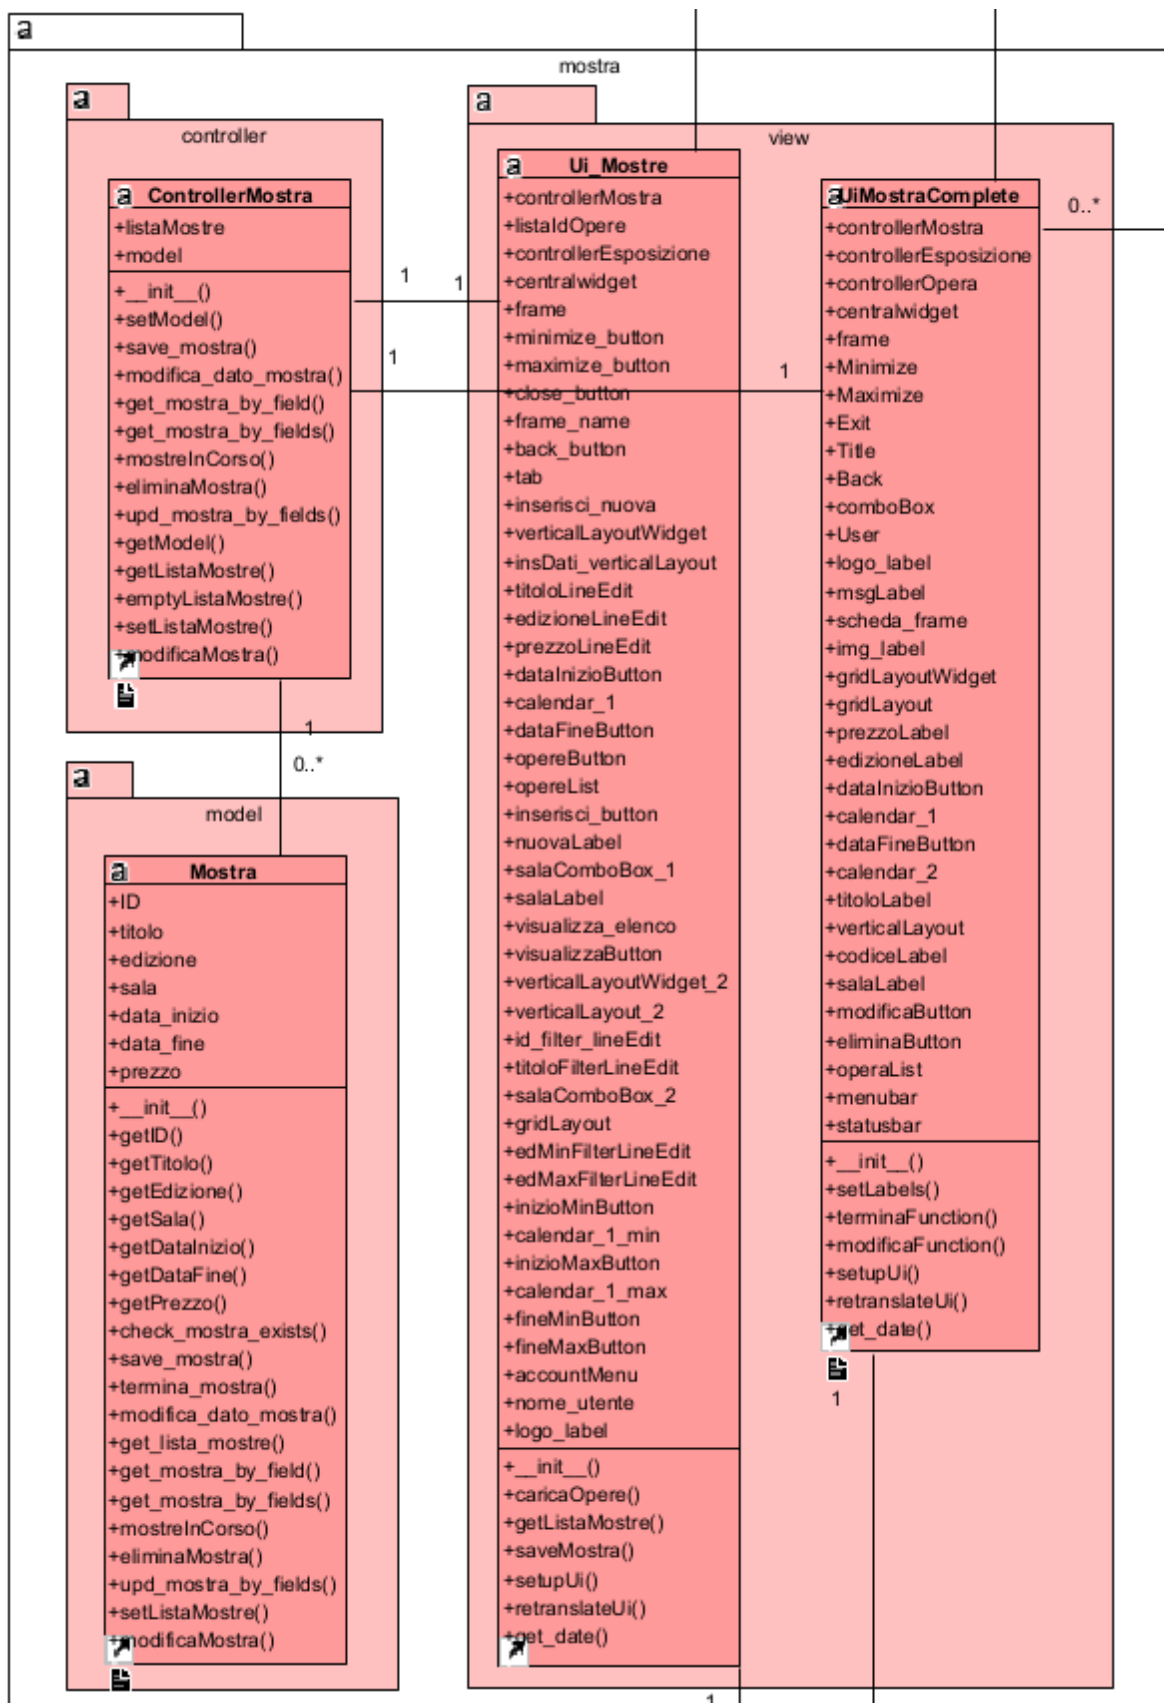 a
mostra
a
controller
a
ControllerMostra
+listaMostre
+model
+__init__()
+setModel()
+save_mostra()
+modifica_dato_mostra()
+get_mostra_by_field()
+get_mostra_by_fields()
+mostreInCorso()
+eliminaMostra()
+upd_mostra_by_fields()
+getModel()
+getListaMostre()
+emptyListaMostre()
+setListaMostre()
+modificaMostra()
1
1
1
1
1
0..*
a
model
a
Mostra
+ID
+titolo
+edizione
+sala
+data_inizio
+data_fine
+prezzo
+__init__()
+getID()
+getTitolo()
+getEdizione()
+getSala()
+getDataInizio()
+getDataFine()
+getPrezzo()
+check_mostra_exists()
+save_mostra()
+termina_mostra()
+modifica_dato_mostra()
+get_lista_mostre()
+get_mostra_by_field()
+get_mostra_by_fields()
+mostreInCorso()
+eliminaMostra()
+upd_mostra_by_fields()
+setListaMostre()
+modificaMostra()
a
view
a
Ui_Mostre
+controllerMostra
+listaIdOpere
+controllerEsposizione
+centralwidget
+frame
+minimize_button
+maximize_button
+close_button
+frame_name
+back_button
+tab
+inserisci_nuova
+verticalLayoutWidget
+insDati_verticalLayout
+titoloLineEdit
+edizioneLineEdit
+prezzoLineEdit
+dataInizioButton
+calendar_1
+dataFineButton
+opereButton
+opereList
+inserisci_button
+nuovaLabel
+salaComboBox_1
+salaLabel
+visualizza_elenco
+visualizzaButton
+verticalLayoutWidget_2
+verticalLayout_2
+id_filter_lineEdit
+titoloFilterLineEdit
+salaComboBox_2
+gridLayout
+edMinFilterLineEdit
+edMaxFilterLineEdit
+inizioMinButton
+calendar_1_min
+inizioMaxButton
+calendar_1_max
+fineMinButton
+fineMaxButton
+accountMenu
+nome_utente
+logo_label
+__init__()
+caricaOpere()
+getListaMostre()
+saveMostra()
+setupUi()
+retranslateUi()
+get_date()
1
a
UiMostraComplete
+controllerMostra
+controllerEsposizione
+controllerOpera
+centralwidget
+frame
+Minimize
+Maximize
+Exit
+Title
+Back
+comboBox
+User
+logo_label
+msgLabel
+scheda_frame
+img_label
+gridLayoutWidget
+gridLayout
+prezzoLabel
+edizioneLabel
+dataInizioButton
+calendar_1
+dataFineButton
+calendar_2
+titoloLabel
+verticalLayout
+codiceLabel
+salaLabel
+modificaButton
+eliminaButton
+operaList
+menubar
+statusbar
+__init__()
+setLabels()
+terminaFunction()
+modificaFunction()
+setupUi()
+retranslateUi()
+get_date()
1
0..*